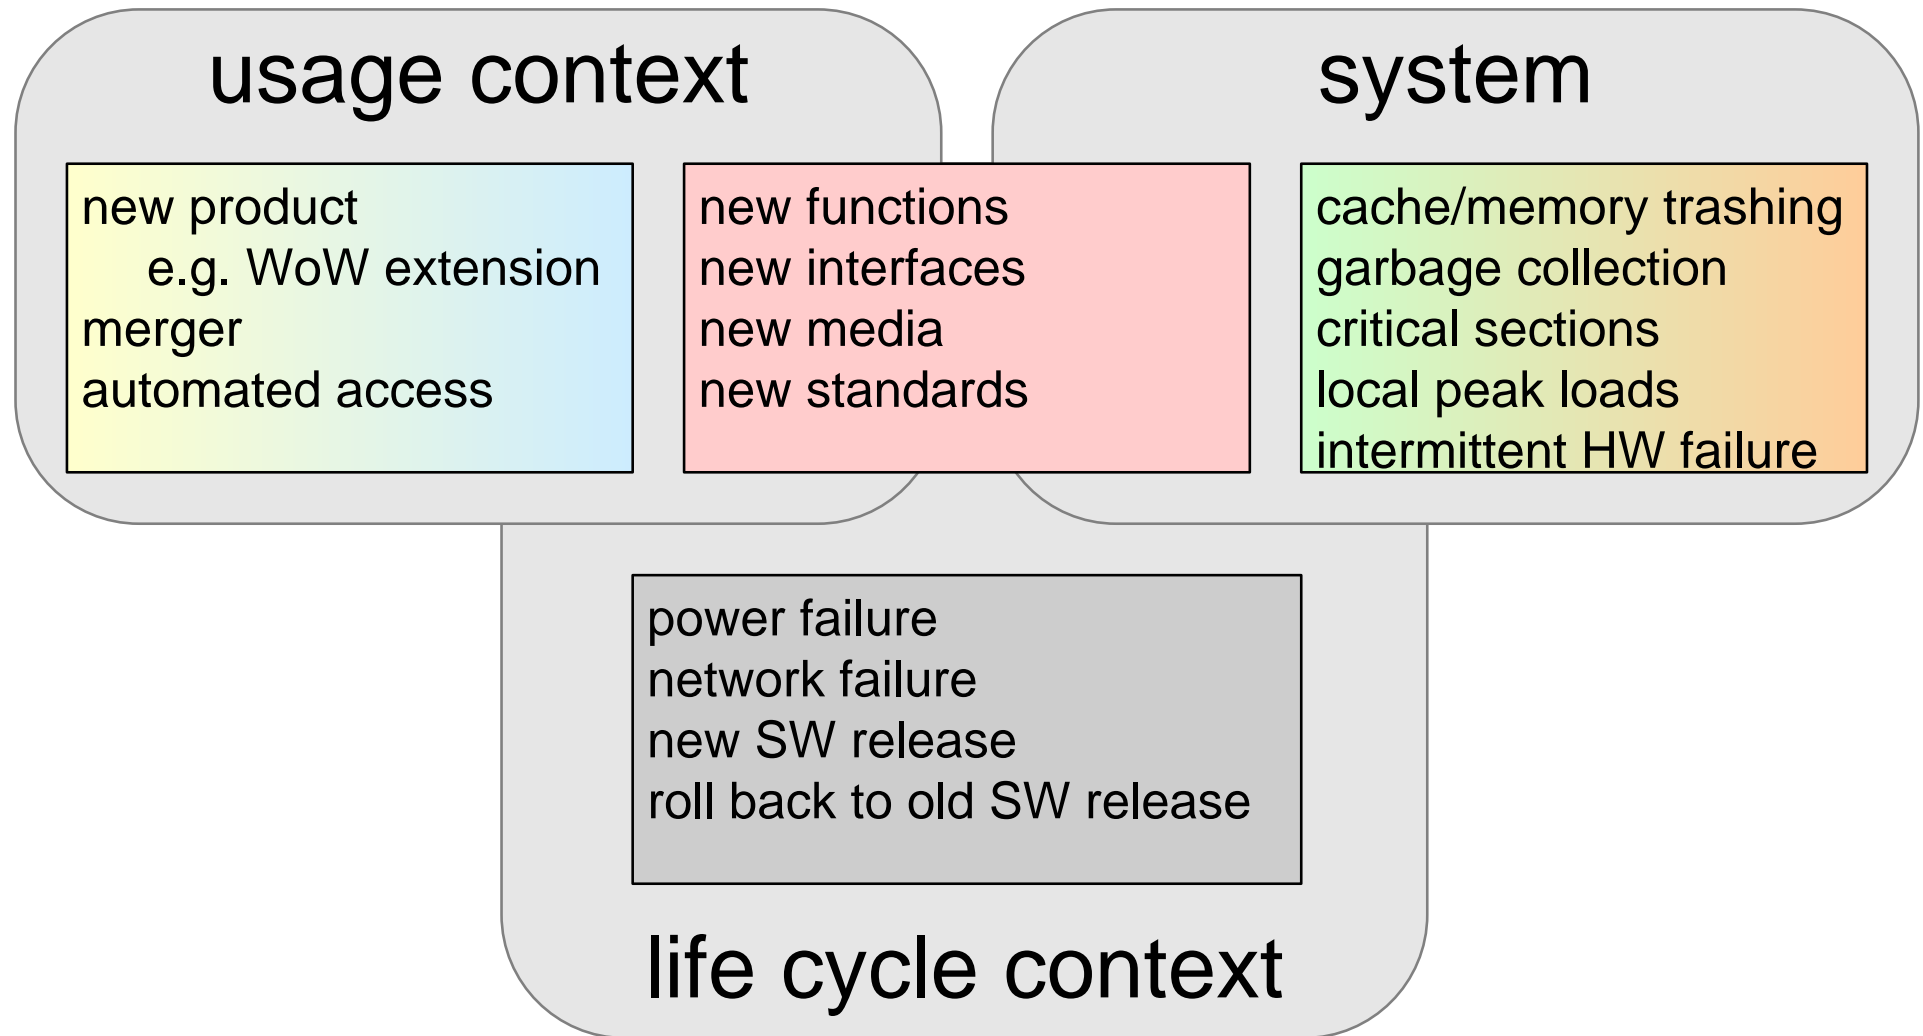 usage context
new product
e.g. WoW extension
merger
automated access
new functions
new interfaces
new media
new standards
system
cache/memory trashing
garbage collection
critical sections
local peak loads
intermittent HW failure
power failure
network failure
new SW release
roll back to old SW release
life cycle context